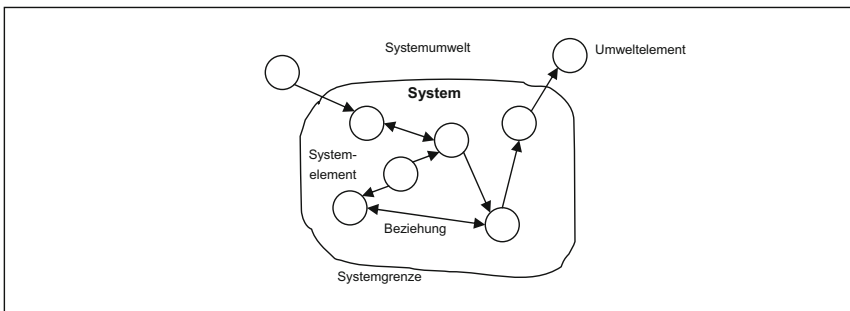 Systemumwelt
Umweltelement
System
System-
element
Beziehung
Systemgrenze